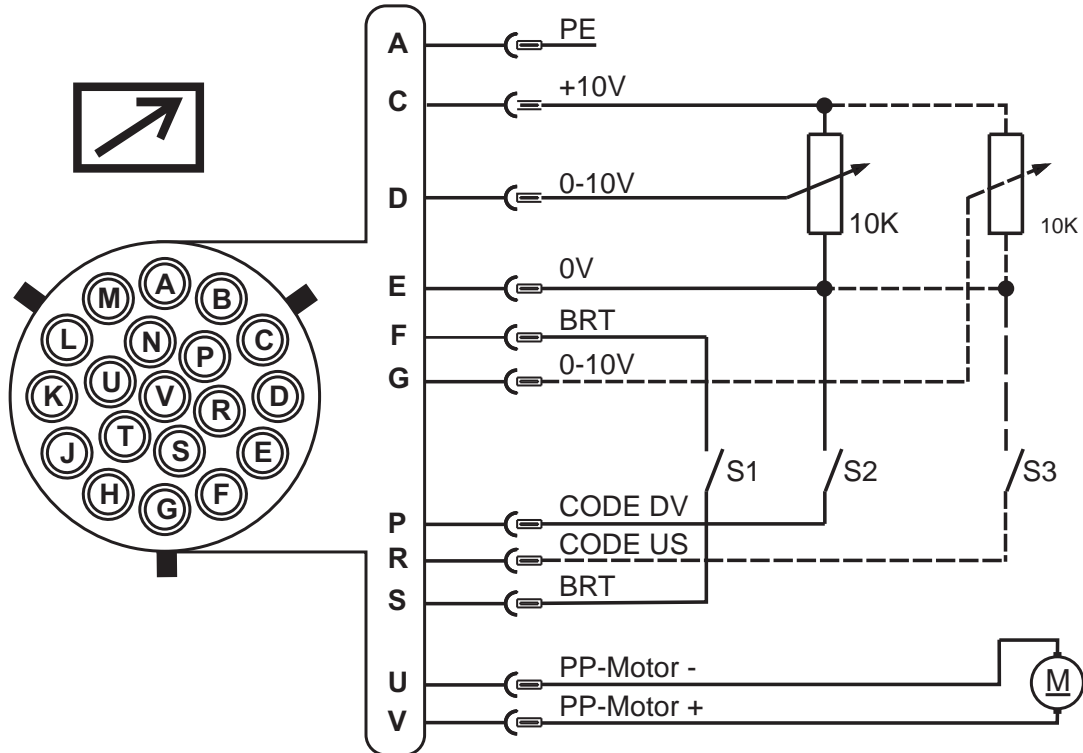 A PE
C +10V
D 0-10V
10K 10K
E 0V
F BRT
G 0-10V
S1 S2 S3
P CODE DV
R CODE US
S BRT
U PP-Motor -
V PP-Motor +
M
A
M B
L N P C
K U V R D
J T S E
H G F